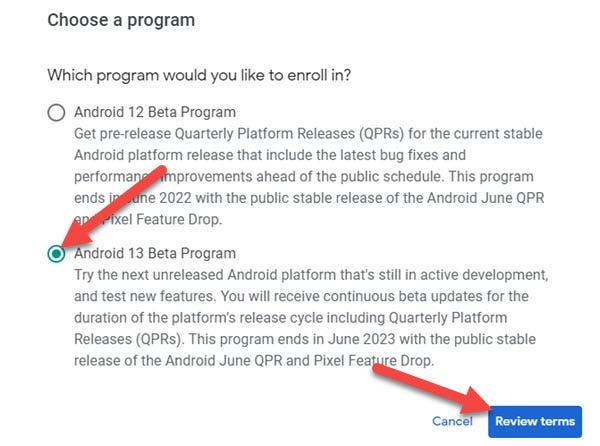 Choose a program
Which program would you like to enroll in?
Android 12 Beta Program
Get pre-release Quarterly Platform Releases (QPRs) for the current stable
Android platform release that include the latest bug fixes and
performance improvements ahead of the public schedule. This program
ends in June 2022 with the public stable release of the Android June QPR
and Pixel Feature Drop.
Android 13 Beta Program
Try the next unreleased Android platform that's still in active development,
and test new features. You will receive continuous beta updates for the
duration of the platform's release cycle including Quarterly Platform
Releases (QPRs). This program ends in June 2023 with the public stable
release of the Android June QPR and Pixel Feature Drop.
Cancel Review terms